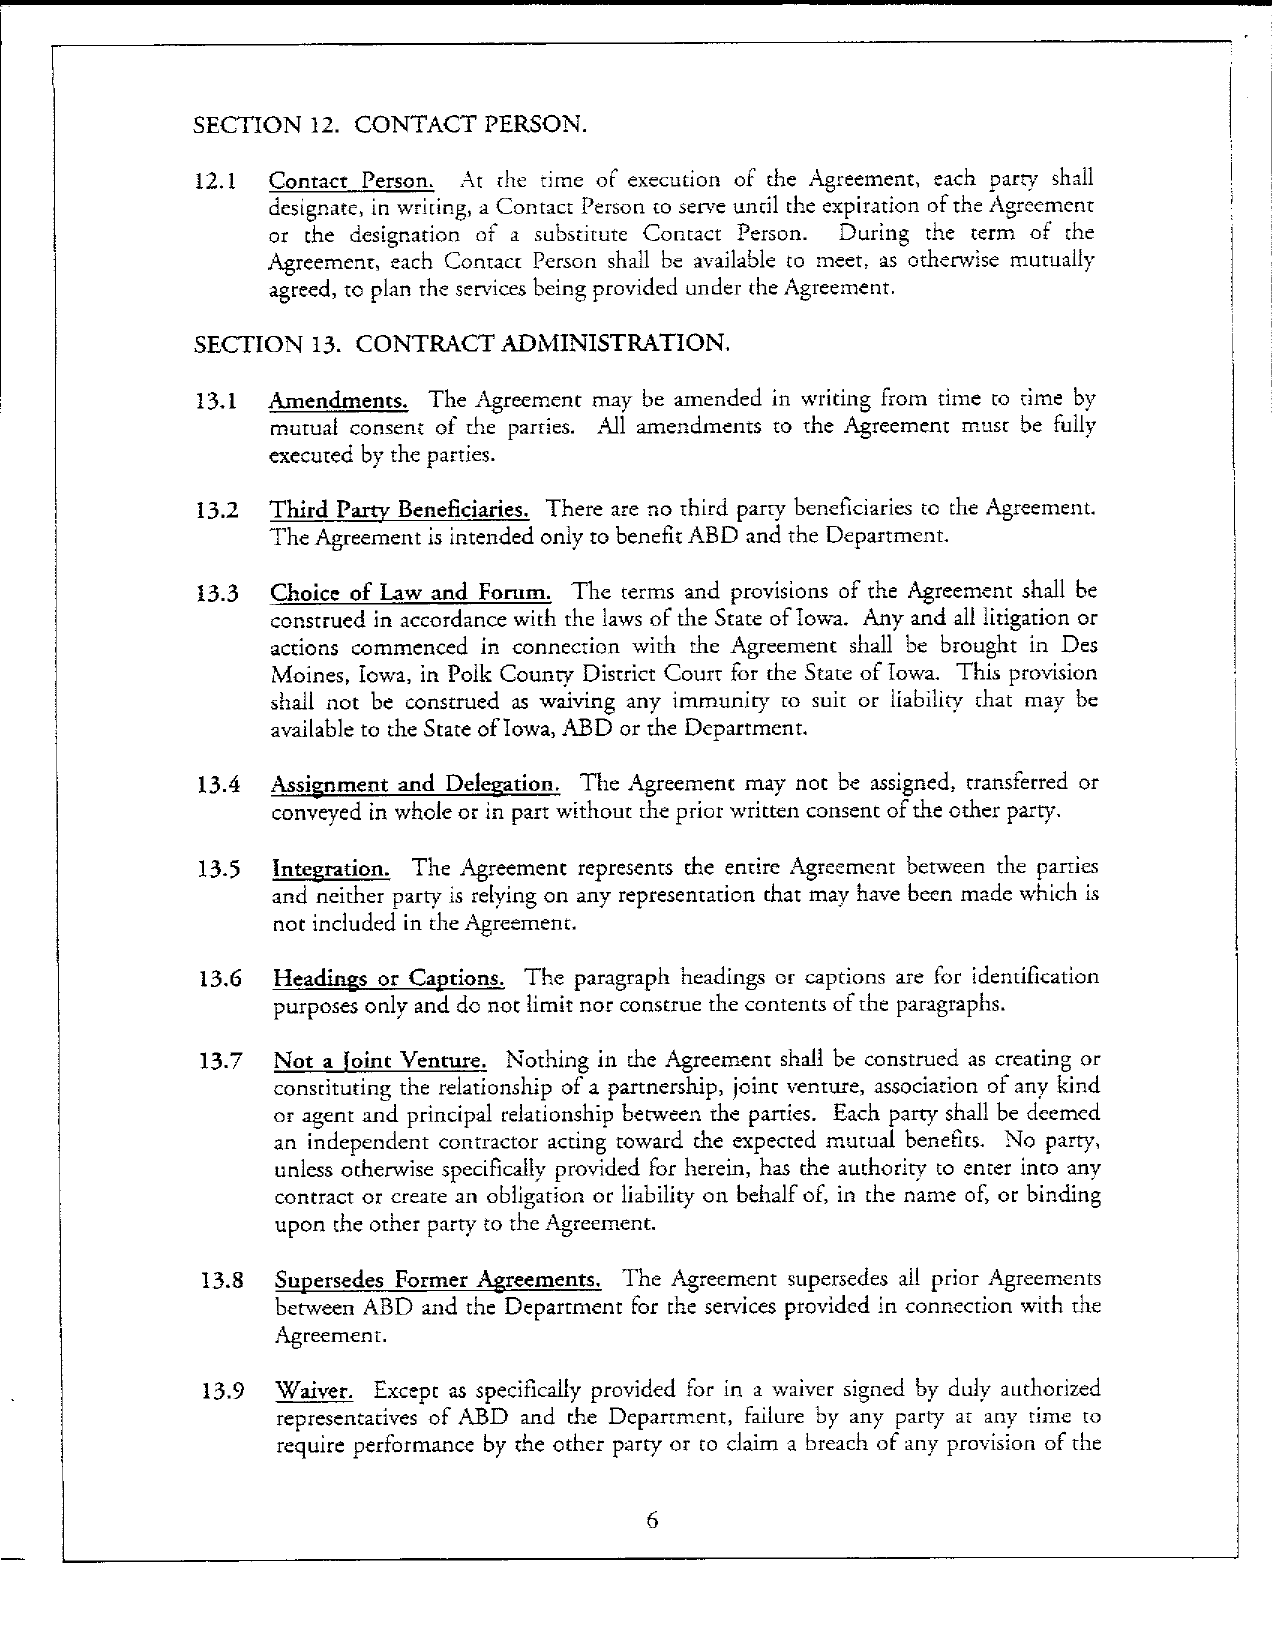 SECTION 12. CONTACT PERSON.
12.1 Contact Person. At the time of execution of the Agreement, each party shall
designate, in writing, a Contact Person to serve until the expiration of the Agreement
or the designation of a substitute Contact Person. During the term of the
Agreement, each Contact Person shall be available to meet, as otherwise mutually
agreed, to plan the services being provided under the Agreement.
SECTION 13. CONTRACT ADMINISTRATION.
13.1 Amendments. The Agreement may be amended in writing from time to time by
mutual consent of the parties. All amendments to the Agreement must be fully
executed by the parties.
13.2 Third Party Beneficiaries. There are no third party beneficiaries to the Agreement.
The Agreement is intended only to benefit ABD and the Department.
13.3 Choice of Law and Forum. The terms and provisions of the Agreement shall be
construed in accordance with the laws of the State of Iowa. Any and all litigation or
actions commenced in connection with the Agreement shall be brought in Des
Moines, Iowa, in Polk County District Court for the State of Iowa. This provision
shall not be construed as waiving any immunity to suit or liability that may be
available to the State of Iowa, ABD or the Department.
13.4 Assignment and Delegation. The Agreement may not be assigned, transferred or
conveyed in whole or in part without the prior written consent of the other party.
13.5 Integration. The Agreement represents the entire Agreement between the parties
and neither party is relying on any representation that may have been made which is
not included in the Agreement.
13.6 Headings or Captions. The paragraph headings or captions are for identification
purposes only and do not limit nor construe the contents of the paragraphs.
13.7 Not a Joint Venture. Nothing in the Agreement shall be construed as creating or
constituting the relationship of a partnership, joint venture, association of any kind
or agent and principal relationship between the parties. Each party shall be deemed
an independent contractor acting toward the expected mutual benefits. No party,
unless otherwise specifically provided for herein, has the authority to enter into any
contract or create an obligation or liability on behalf of, in the name of, or binding
upon the other party to the Agreement.
13.8 Supersedes Former Agreements. The Agreement supersedes all prior Agreements
between ABD and the Department for the services provided in connection with the
Agreement.
13.9 Waiver. Except as specifically provided for in a waiver signed by duly authorized
representatives of ABD and the Department, failure by any party at any time to
require performance by the other party or to claim a breach of any provision of the
6